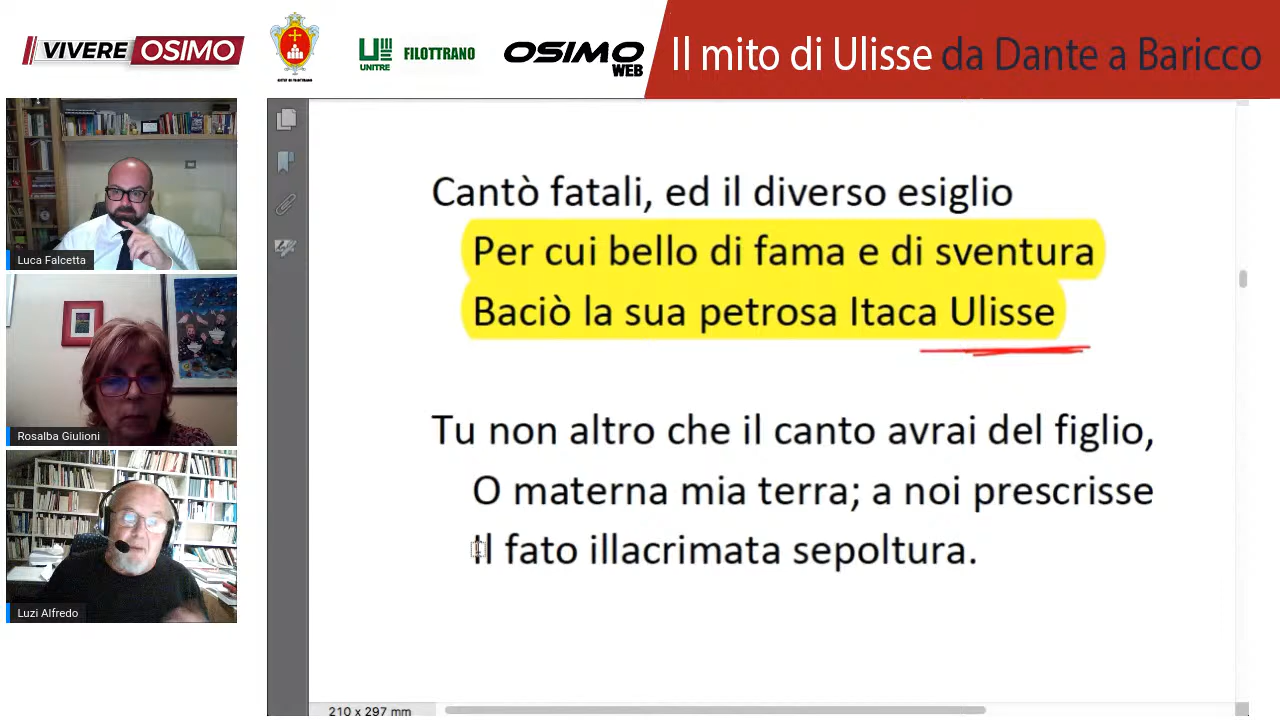 VIVERE OSIMO
UNITRE
FILOTTRANO
OSIMO
WEB
Il mito di Ulisse da Dante a Baricco
Luca Falcetta
Rosalba Giulioni
Luzi Alfredo
Cantò fatali, ed il diverso esiglio
Per cui bello di fama e di sventura
Baciò la sua petrosa Itaca Ulisse
Tu non altro che il canto avrai del figlio,
O materna mia terra; a noi prescrisse
Il fato illacrimata sepoltura.
210 x 297 mm